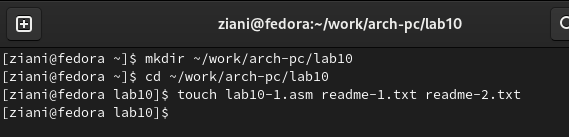 ziani@fedora:~/work/arch-pc/lab10
[ziani@fedora ~]$ mkdir ~/work/arch-pc/lab10
[ziani@fedora ~]$ cd ~/work/arch-pc/lab10
[ziani@fedora lab10]$ touch lab10-1.asm readme-1.txt readme-2.txt
[ziani@fedora lab10]$